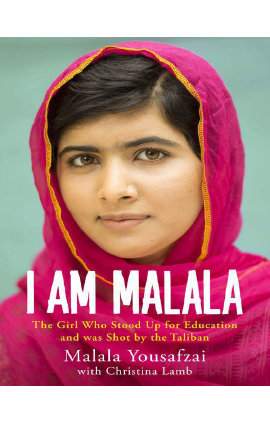 I AM MALALA
The Girl Who Stood Up for Education
and was Shot by the Taliban
Malala Yousafzai
with Christina Lamb